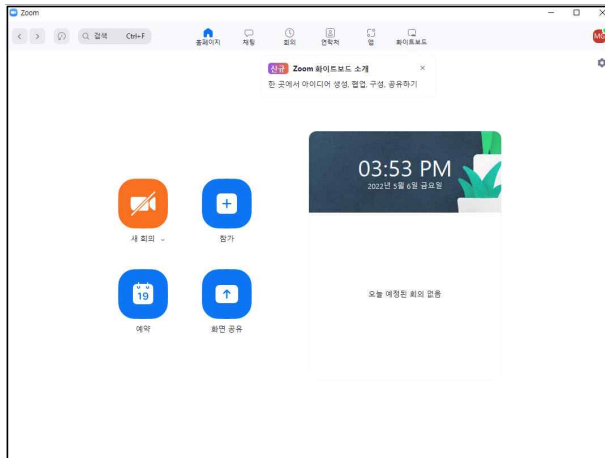 Zoom
검색 Ctrl+F
홈페이지 채팅 회의 연락처 앱 화이트보드
MG
신규 Zoom 화이트보드 소개
한 곳에서 아이디어 생성, 협업, 구성, 공유하기
03:53 PM
2022년 5월 6일 금요일
새 회의 참가
19
예약 화면 공유
오늘 예정된 회의 없음